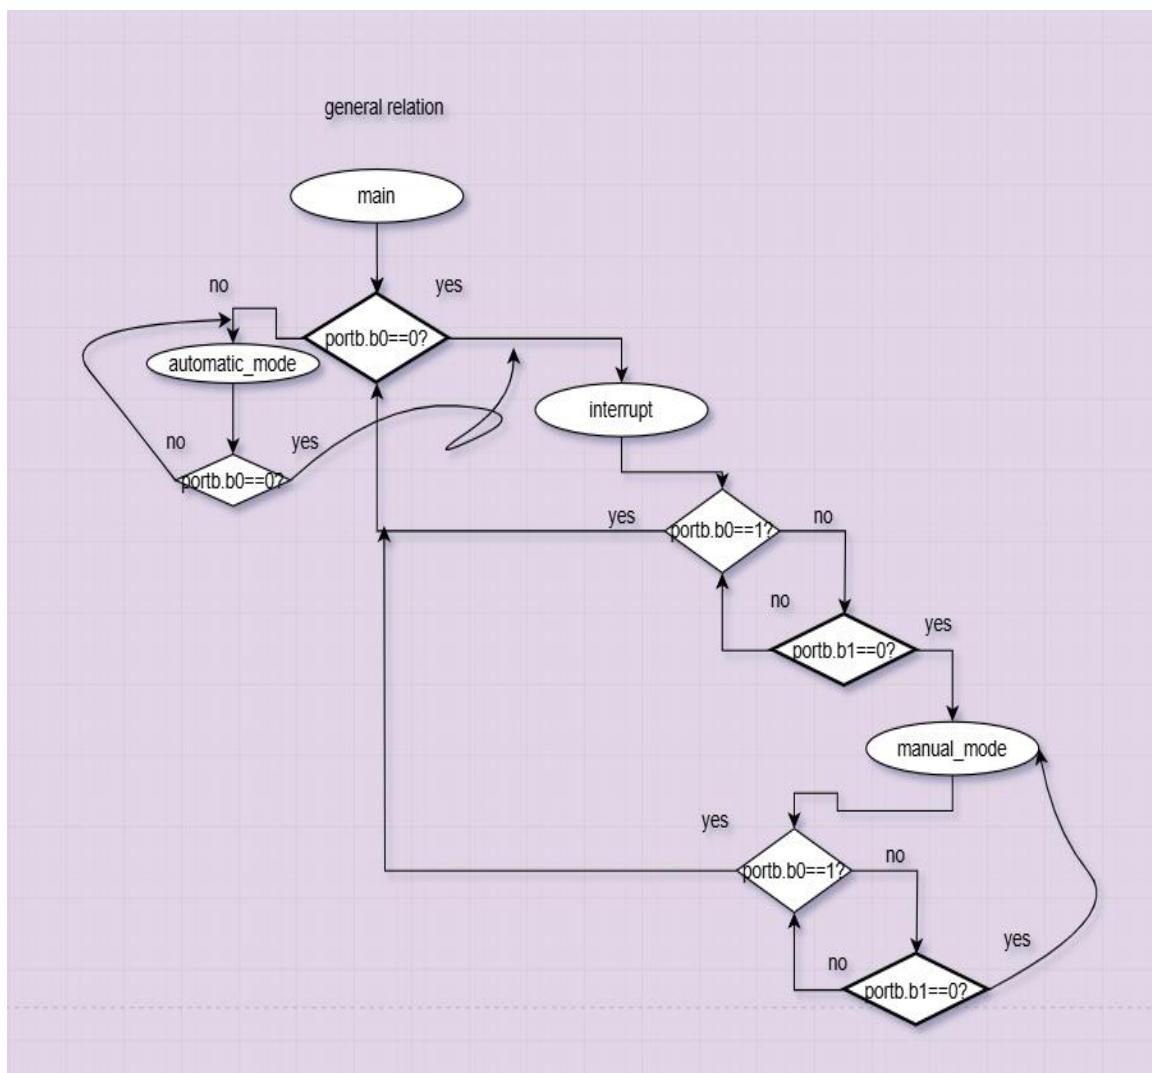 general relation
main
no
yes
portb.b0==0?
automatic_mode
interrupt
no
yes
portb.b0==0?
yes
portb.b0==1?
no
no
yes
portb.b1==0?
manual_mode
yes
portb.b0==1?
no
yes
no
portb.b1==0?